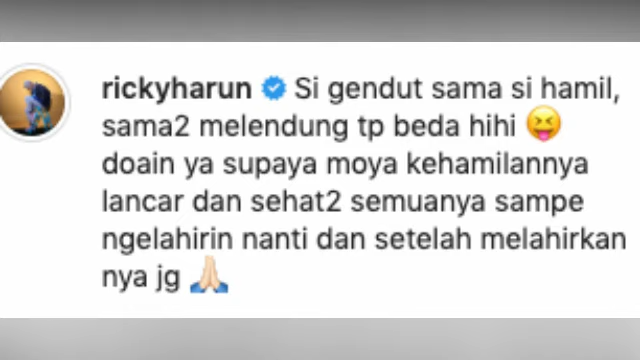 rickyharun Si gendut sama si hamil,
sama2 melendung tp beda hihi 😝
doain ya supaya moya kehamilannya
lancar dan sehat2 semuanya sampe
ngelahirin nanti dan setelah melahirkan
nya jg 🙏🏻